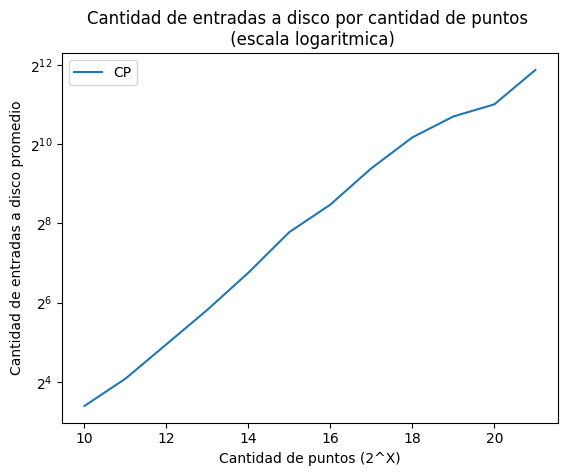 Cantidad de entradas a disco por cantidad de puntos
(escala logaritmica)
CP
Cantidad de entradas a disco promedio
2^12
2^10
2^8
2^6
2^4
10 12 14 16 18 20
Cantidad de puntos (2^X)